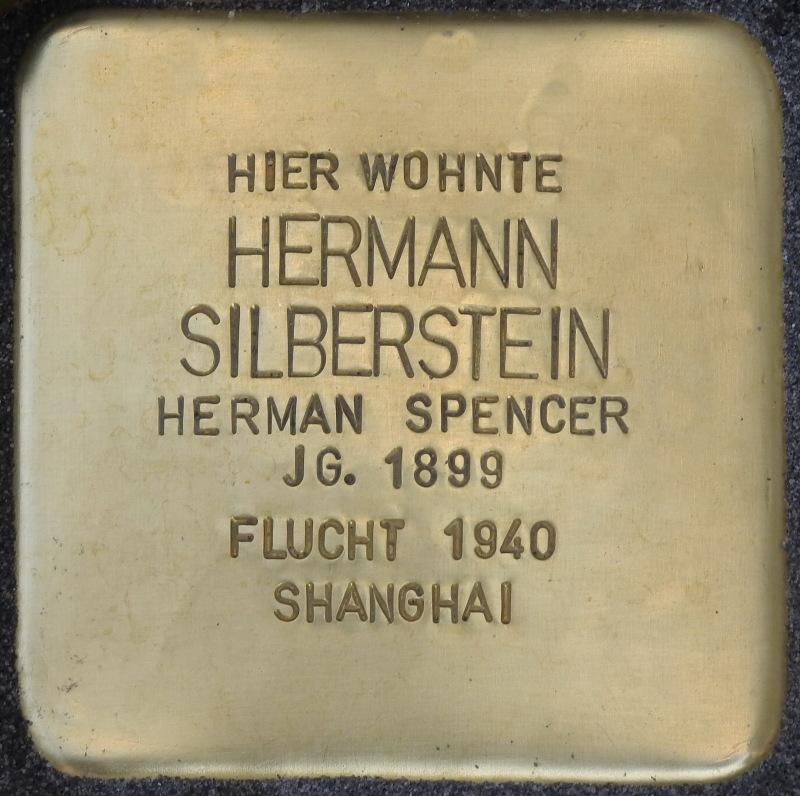 HIER WOHNTE
HERMANN
SILBERSTEIN
HERMAN SPENCER
JG. 1899
FLUCHT 1940
SHANGHAI